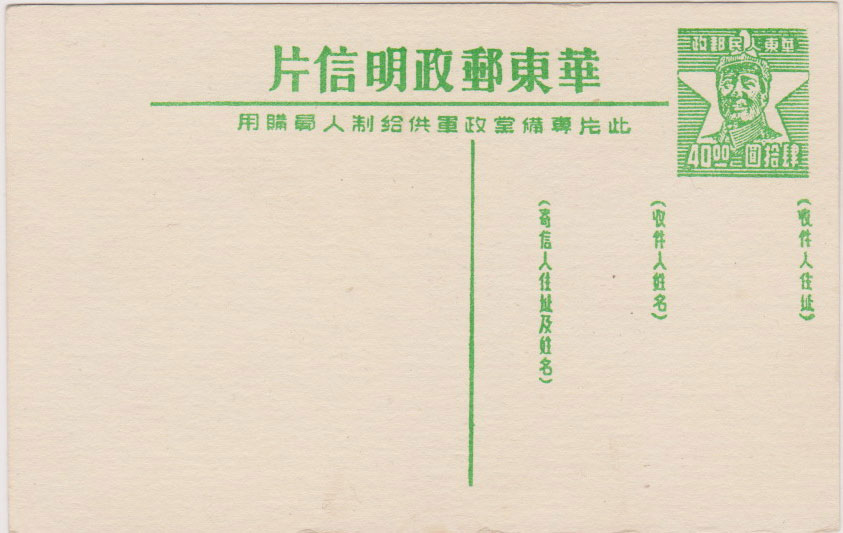 華東郵政明信片
此片專備黨政軍供給制人員購用
華東人民郵政
肆拾圓 40.00
(收件人住址)
(收件人姓名)
(寄信人住址及姓名)